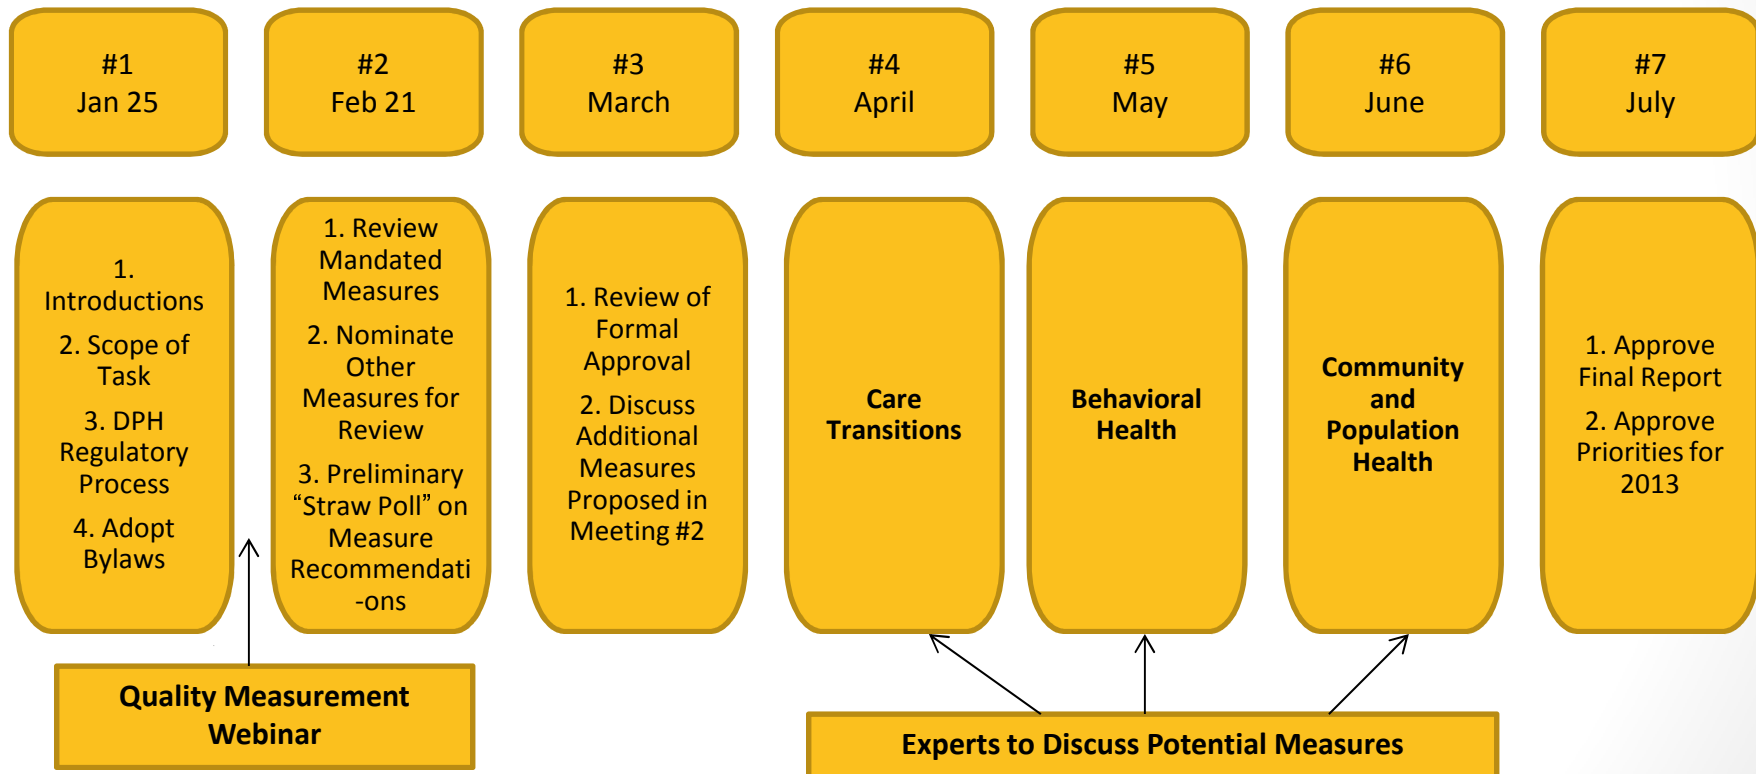 #1
Jan 25
#2
Feb 21
#3
March
#4
April
#5
May
#6
June
#7
July
1.
Introductions
2. Scope of
Task
3. DPH
Regulatory
Process
4. Adopt
Bylaws
1. Review
Mandated
Measures
2. Nominate
Other
Measures for
Review
3. Preliminary
“Straw Poll” on
Measure
Recommendati
-ons
1. Review of
Formal
Approval
2. Discuss
Additional
Measures
Proposed in
Meeting #2
Care
Transitions
Behavioral
Health
Community
and
Population
Health
1. Approve
Final Report
2. Approve
Priorities for
2013
Quality Measurement
Webinar
Experts to Discuss Potential Measures